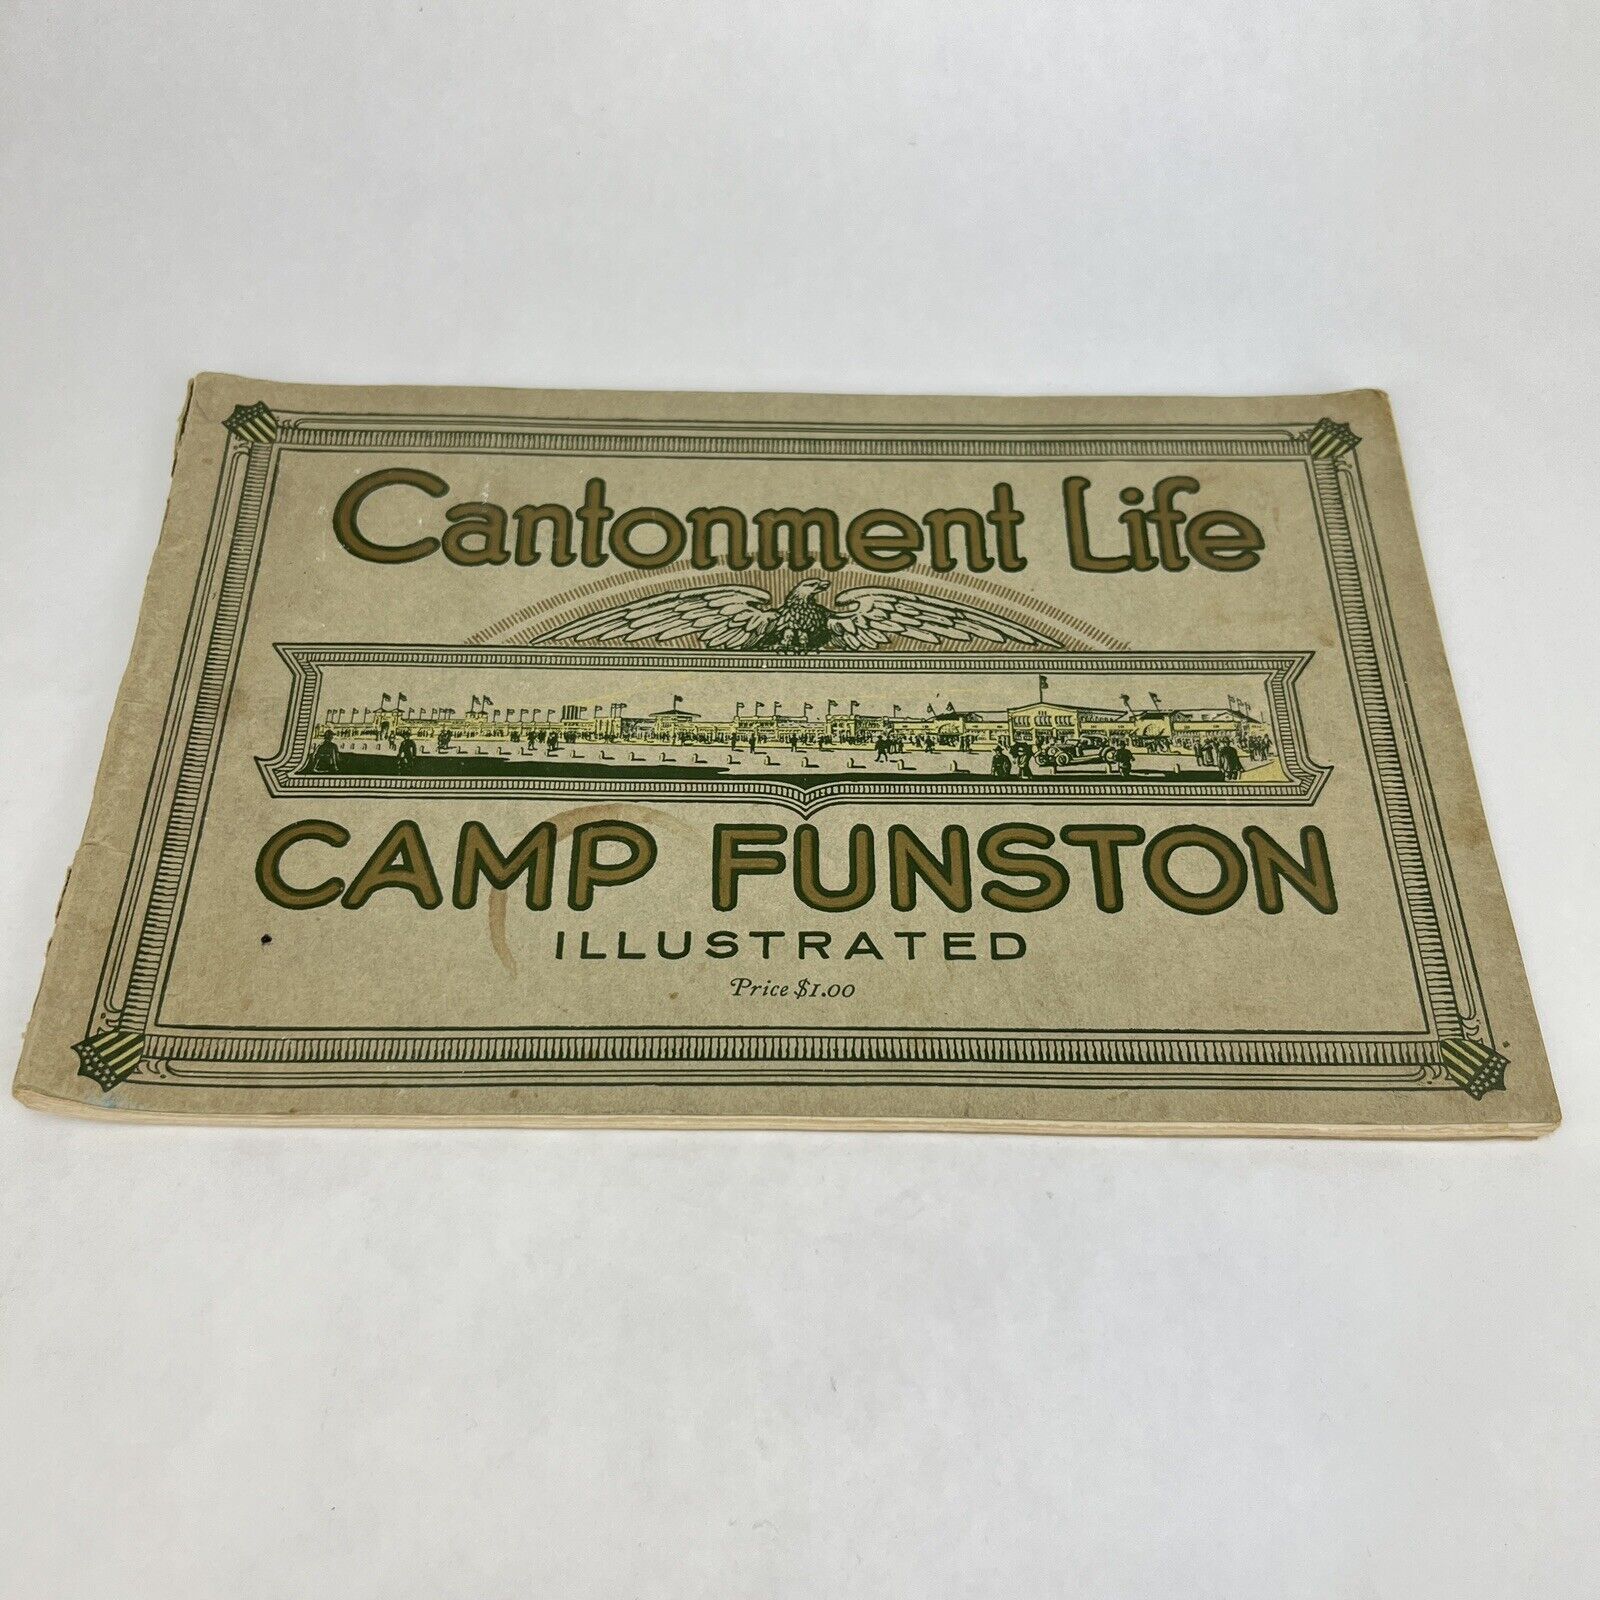 Cantonment Life
CAMP FUNSTON
ILLUSTRATED
Price $1.00